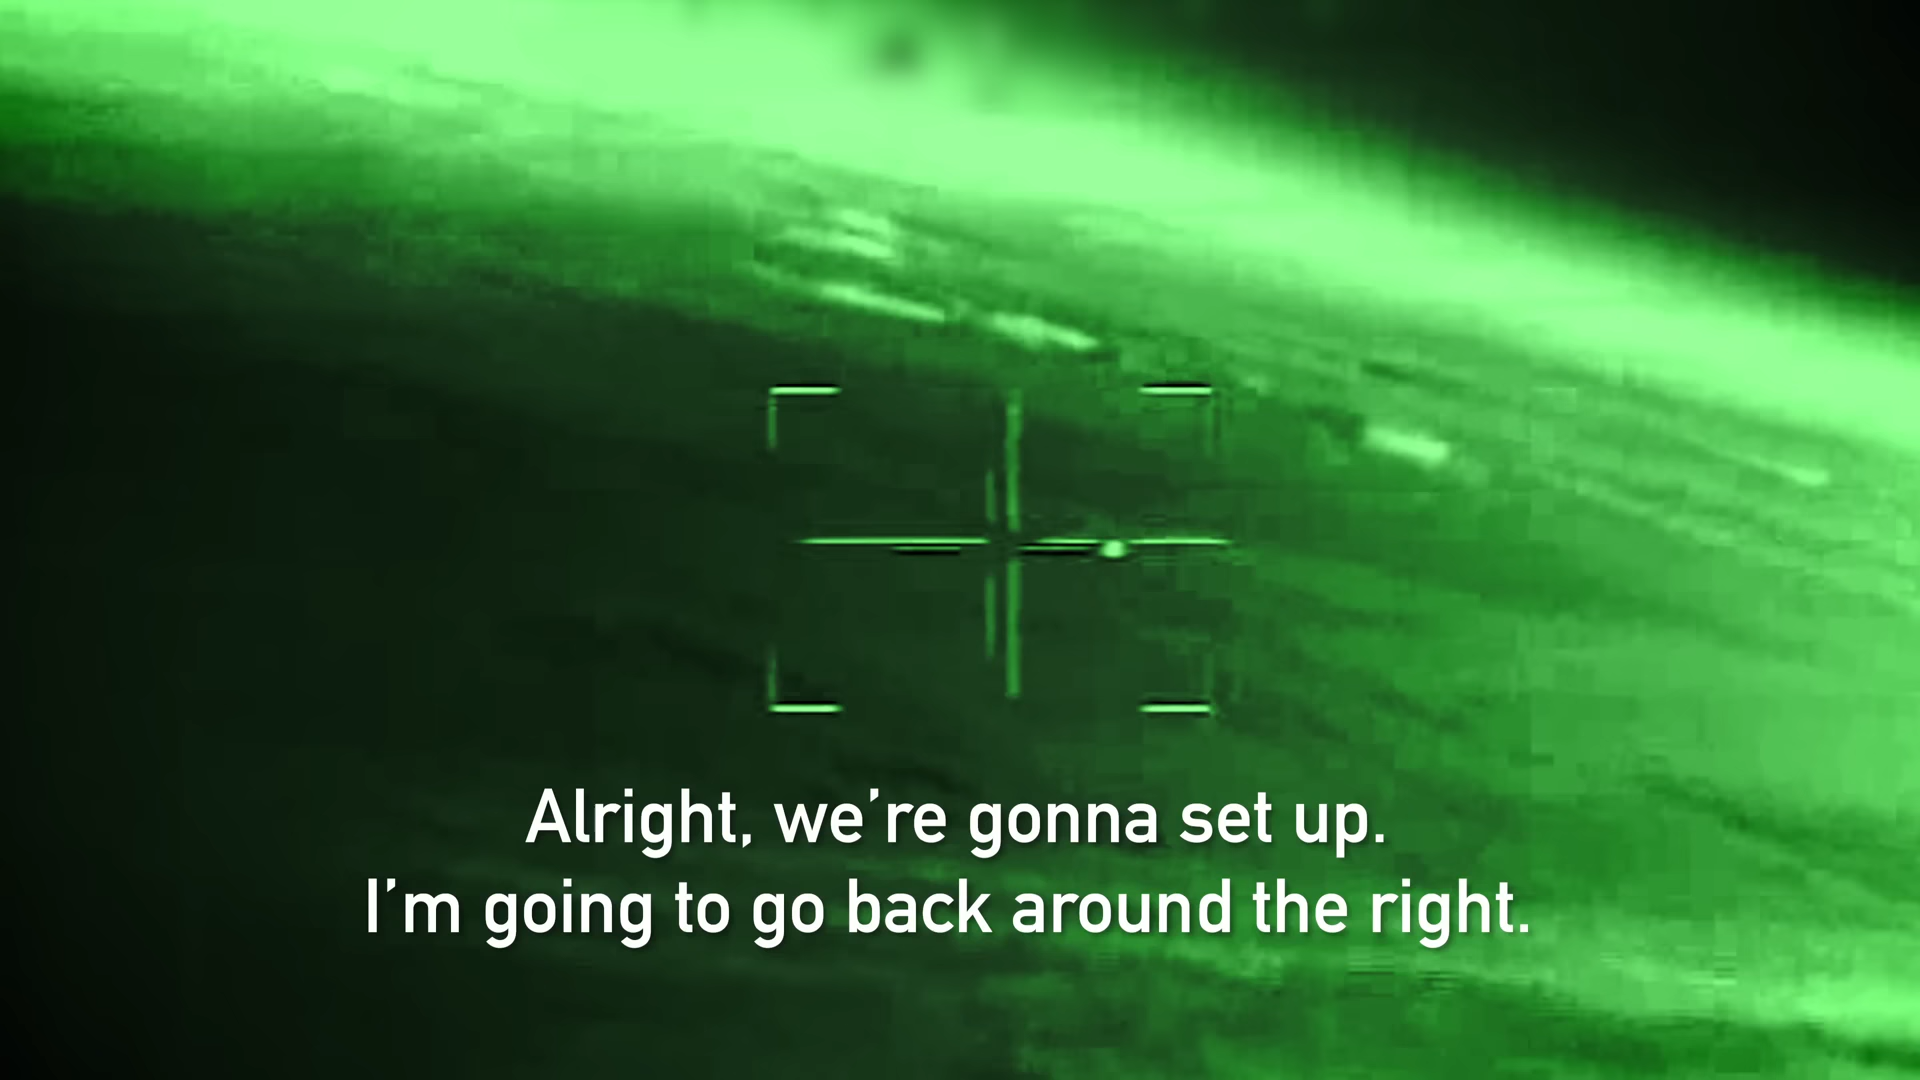 Alright, we’re gonna set up.
I’m going to go back around the right.